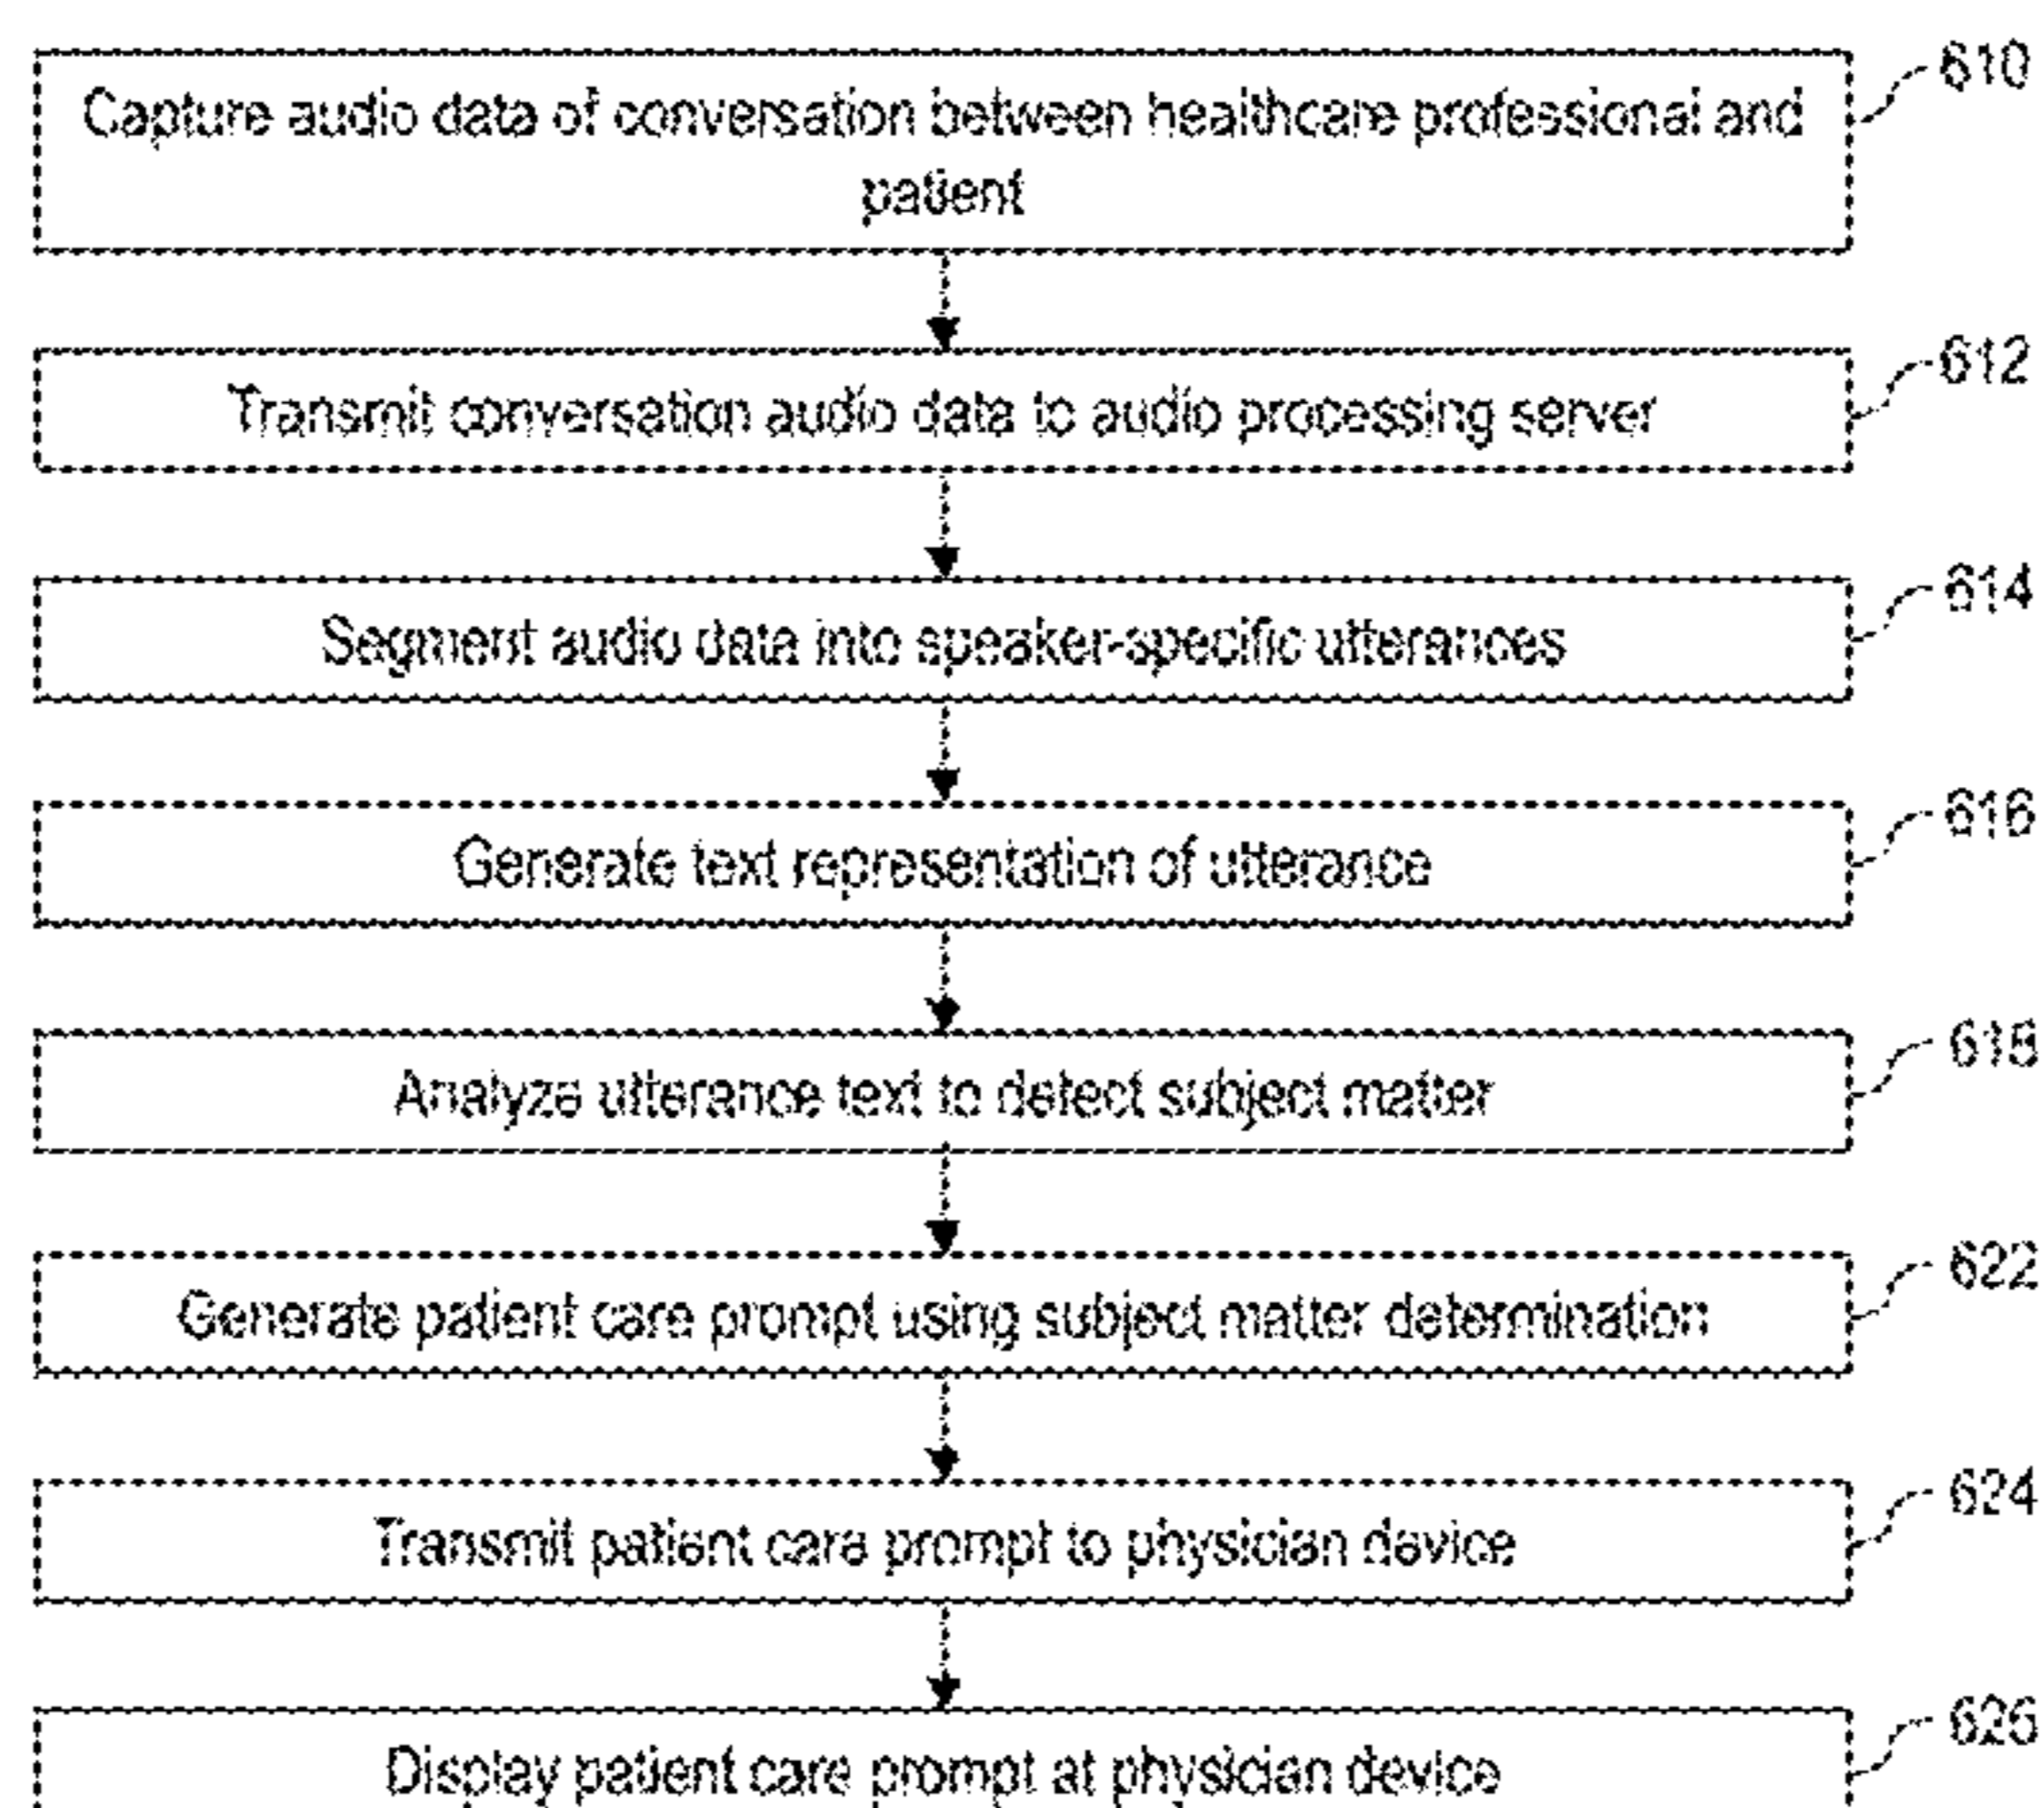 Capture audio data of conversation between healthcare professional and
patient
610
Transmit conversation audio data to audio processing server
612
Segment audio data into speaker-specific utterances
614
Generate text representation of utterance
616
Analyze utterance text to detect subject matter
618
Generate patient care prompt using subject matter determination
622
Transmit patient care prompt to physician device
624
Display patient care prompt at physician device
626